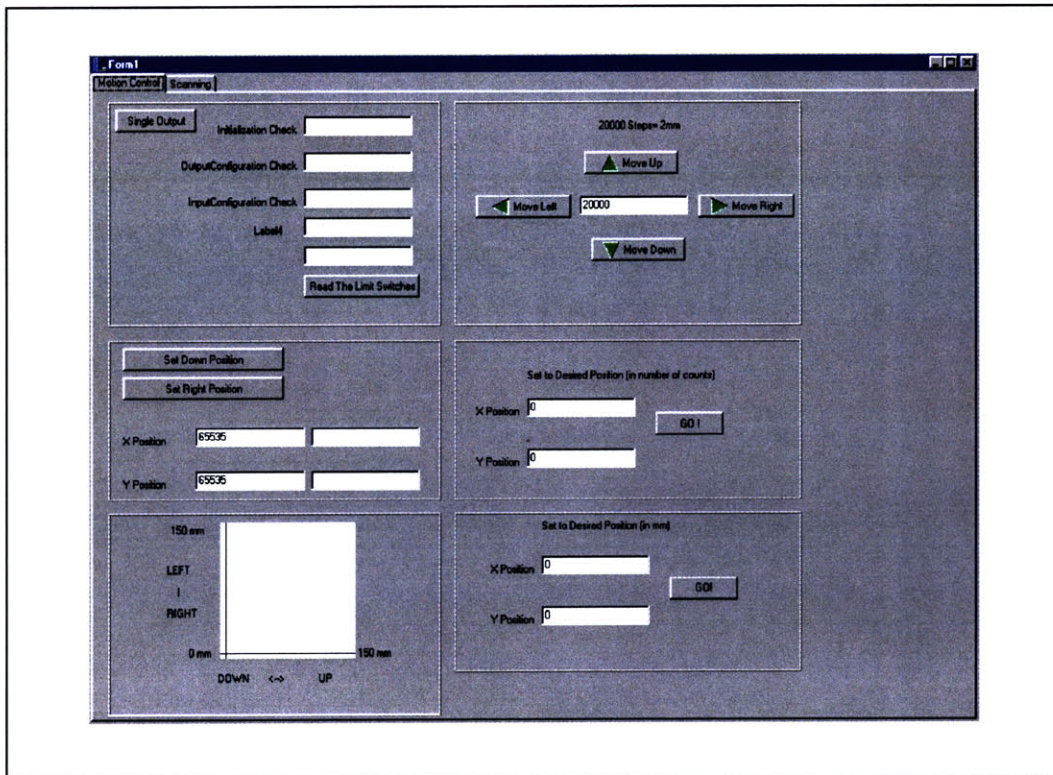 Form1
Motion Control Scanning
Single Output
Initialization Check
OutputConfiguration Check
InputConfiguration Check
Label4
Read The Limit Switches
20000 Steps= 2mm
Move Up
Move Left 20000 Move Right
Move Down
Set Down Position
Set Right Position
X Position 65535
Y Position 65535
Set to Desired Position (in number of counts)
X Position 0
GO !
Y Position 0
150 mm
LEFT
|
RIGHT
0 mm 150 mm
DOWN <--> UP
Set to Desired Position (in mm)
X Position 0
GO!
Y Position 0